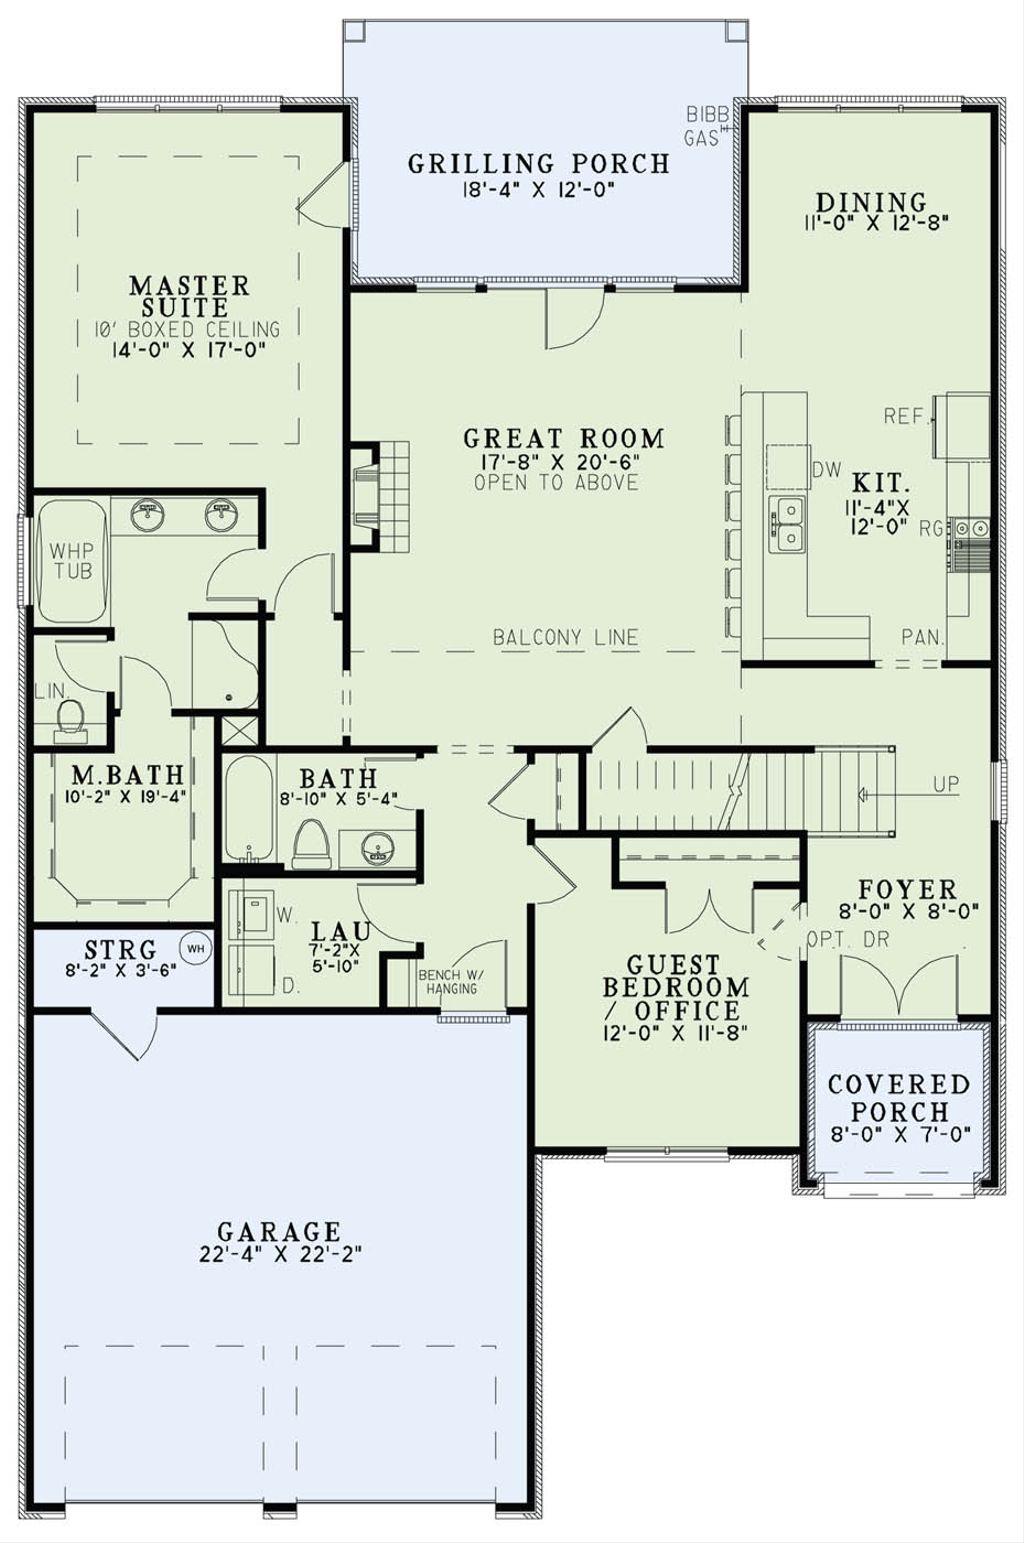 BIBB
GAS
GRILLING PORCH
18'-4" X 12'-0"
DINING
11'-0" X 12'-8"
MASTER
SUITE
10' BOXED CEILING
14'-0" X 17'-0"
GREAT ROOM
17'-8" X 20'-6"
OPEN TO ABOVE
REF.
DW
KIT.
11'-4"X
12'-0"
RG
WHP
TUB
BALCONY LINE
PAN.
LIN.
M.BATH
10'-2" X 19'-4"
BATH
8'-10" X 5'-4"
UP
FOYER
8'-0" X 8'-0"
OPT. DR
W.
LAU
7'-2"X
5'-10"
D.
STRG
8'-2" X 3'-6"
WH
BENCH W/
HANGING
GUEST
BEDROOM
/ OFFICE
12'-0" X 11'-8"
COVERED
PORCH
8'-0" X 7'-0"
GARAGE
22'-4" X 22'-2"